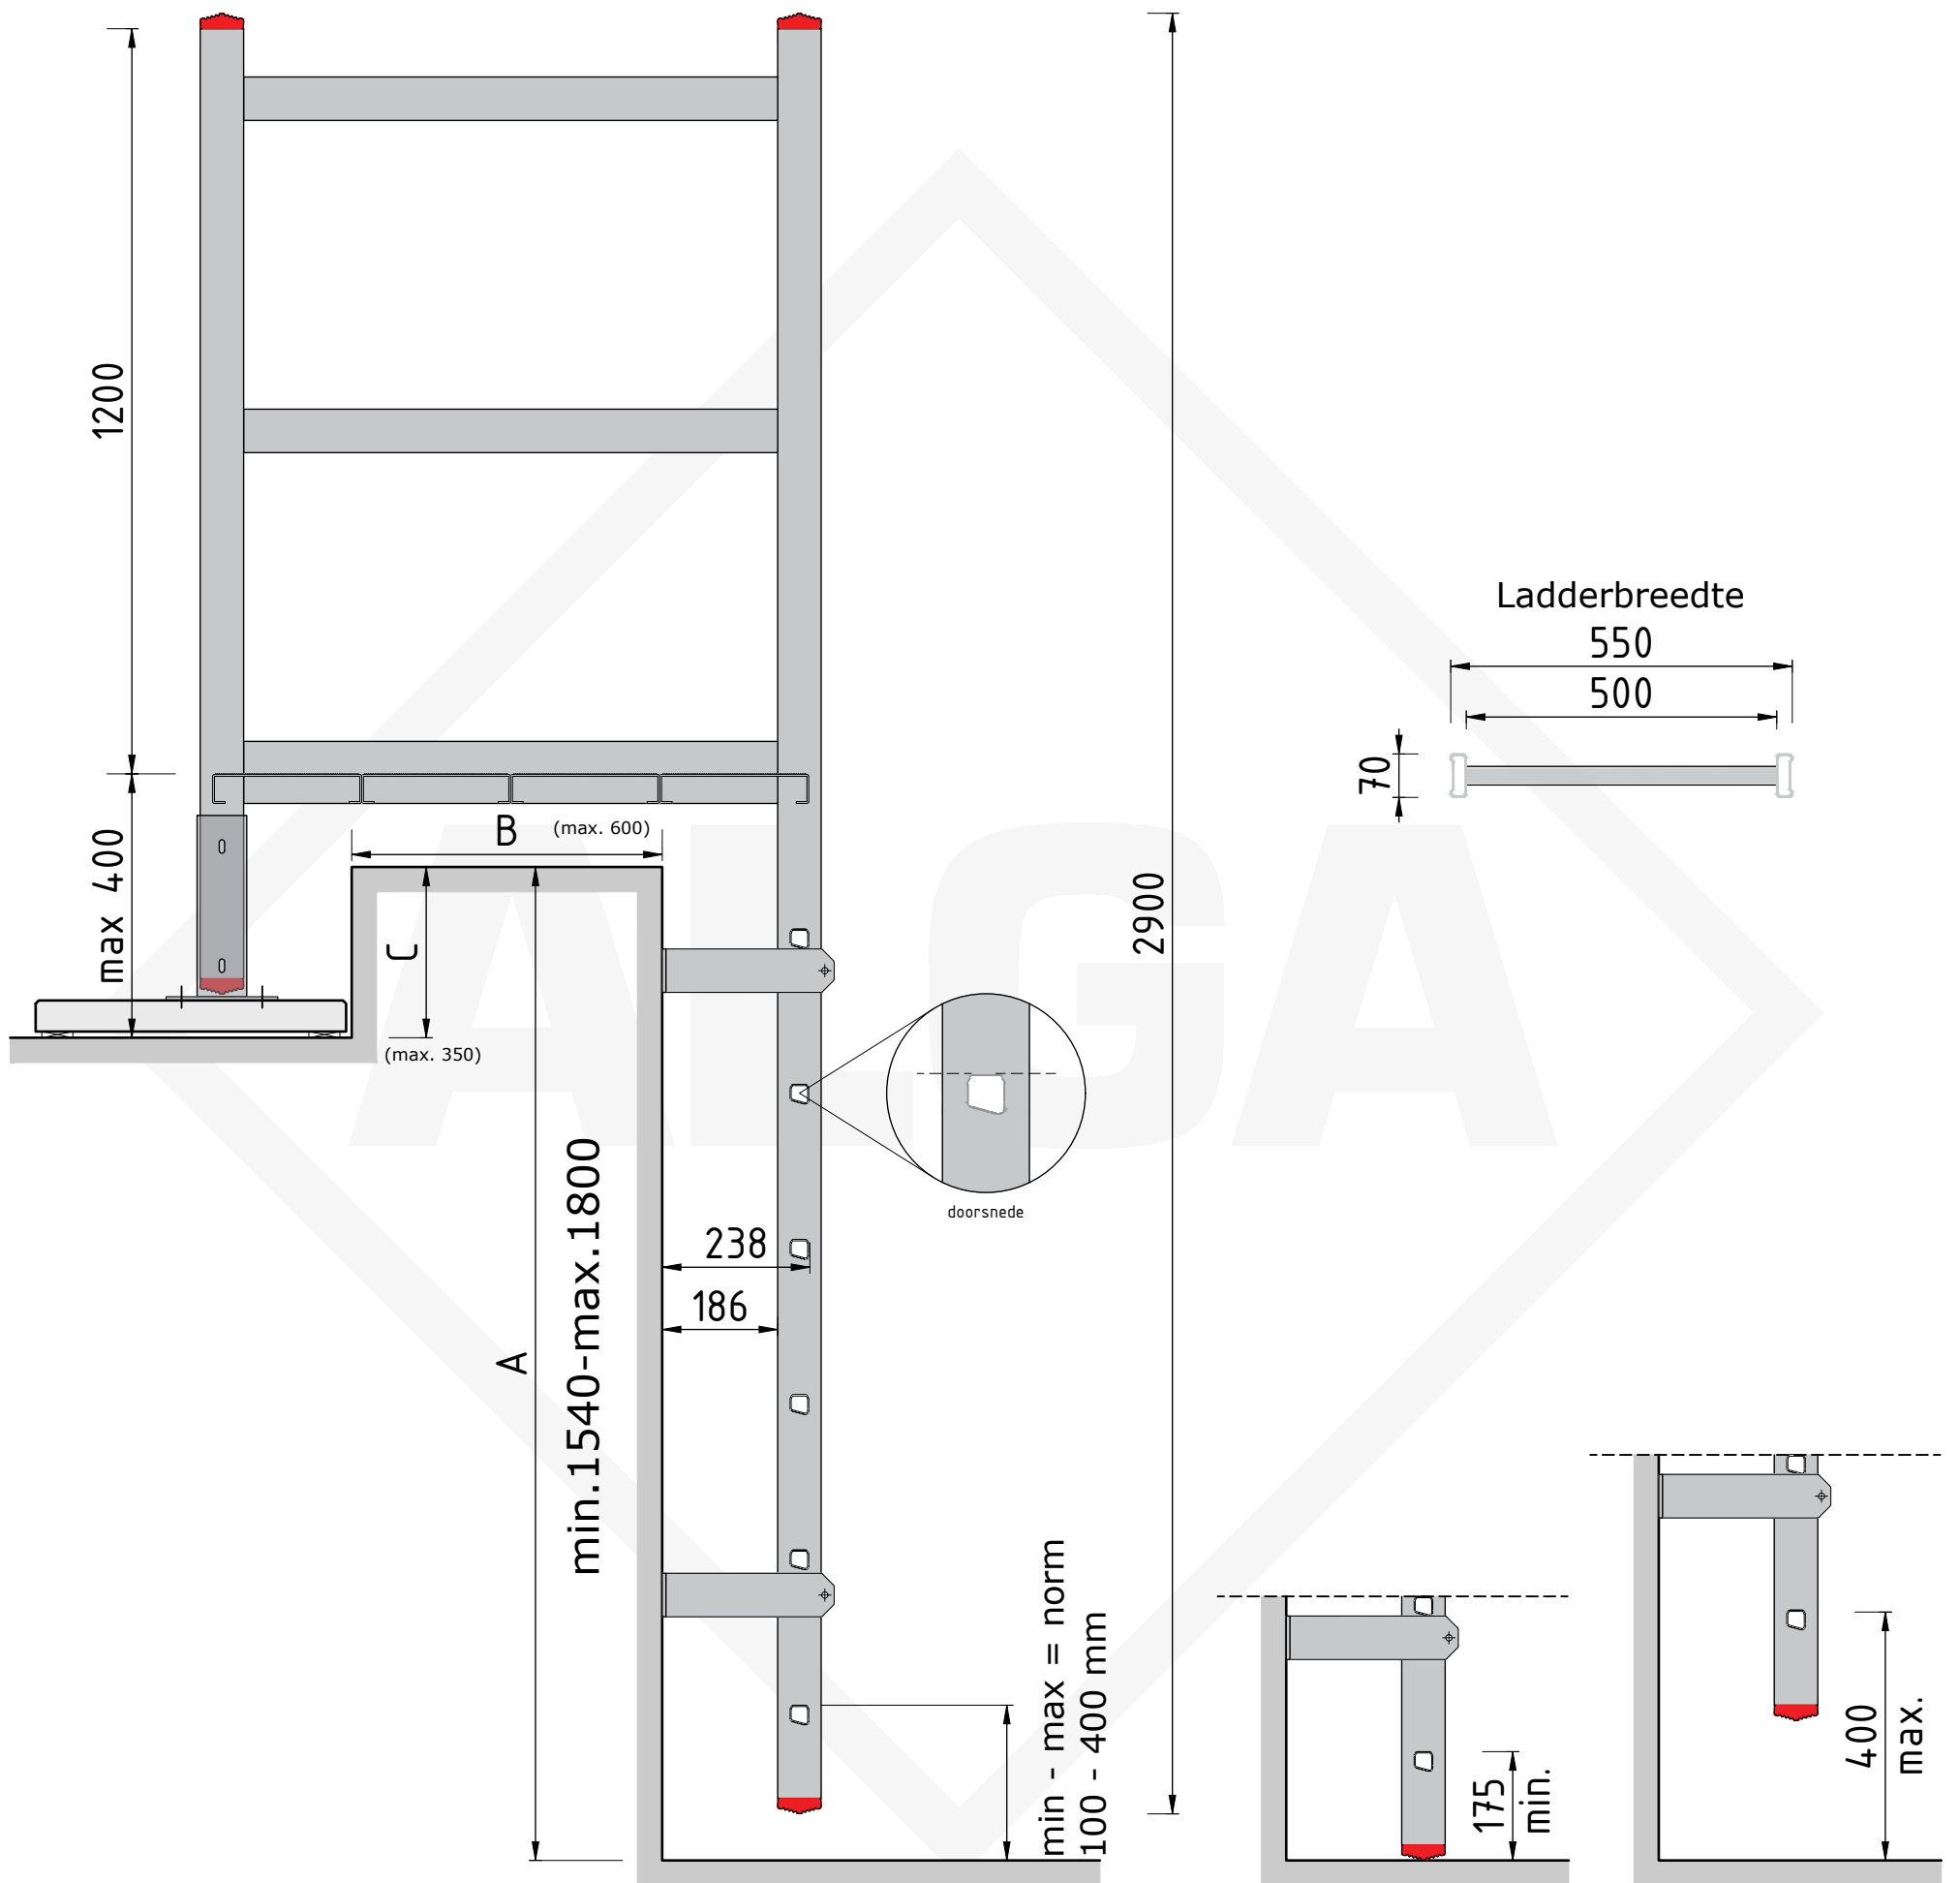 1200
max 400
B
(max. 600)
C
(max. 350)
A
min.1540-max.1800
238
186
doorsnede
2900
min - max = norm
100 - 400 mm
Ladderbreedte
550
500
70
175
min.
400
max.
ALGA